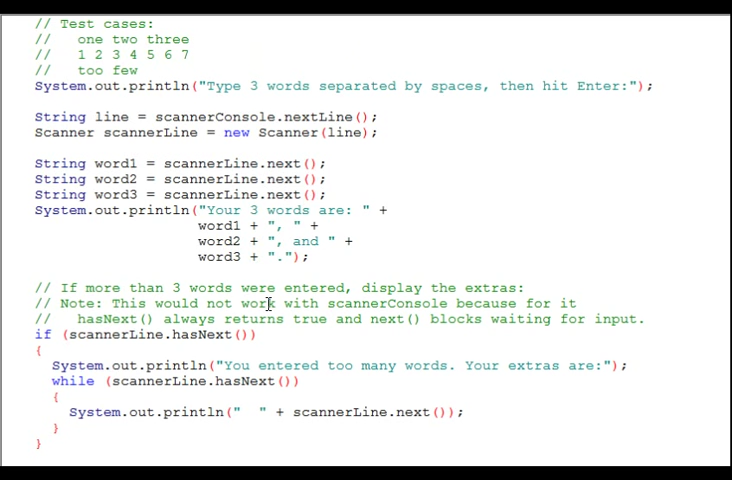 // Test cases:
//   one two three
//   1 2 3 4 5 6 7
//   too few
System.out.println("Type 3 words separated by spaces, then hit Enter:");
String line = scannerConsole.nextLine();
Scanner scannerLine = new Scanner(line);
String word1 = scannerLine.next();
String word2 = scannerLine.next();
String word3 = scannerLine.next();
System.out.println("Your 3 words are: " +
word1 + ", " +
word2 + ", and " +
word3 + ".");
// If more than 3 words were entered, display the extras:
// Note: This would not work with scannerConsole because for it
//   hasNext() always returns true and next() blocks waiting for input.
if (scannerLine.hasNext())
{
System.out.println("You entered too many words. Your extras are:");
while (scannerLine.hasNext())
{
System.out.println("  " + scannerLine.next());
}
}